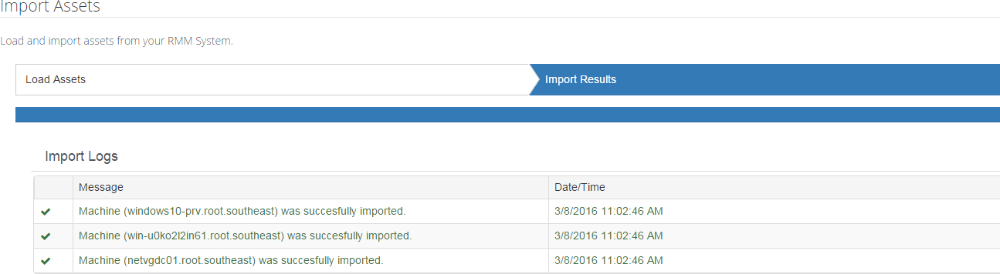 Import Assets
Load and import assets from your RMM System.
Load Assets
Import Results
Import Logs
Message Date/Time
Machine (windows10-prv.root.southeast) was succesfully imported. 3/8/2016 11:02:46 AM
Machine (win-u0ko2l2in61.root.southeast) was succesfully imported. 3/8/2016 11:02:46 AM
Machine (netvgdc01.root.southeast) was succesfully imported. 3/8/2016 11:02:46 AM